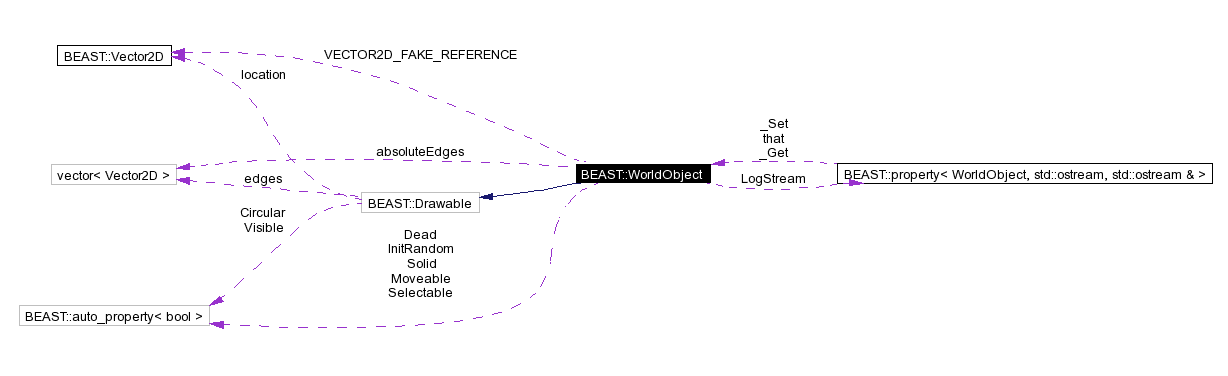 BEAST::Vector2D
VECTOR2D_FAKE_REFERENCE
location
_Set
that
_Get
absoluteEdges
vector< Vector2D >
edges
BEAST::WorldObject
LogStream
BEAST::property< WorldObject, std::ostream, std::ostream & >
BEAST::Drawable
Circular
Visible
Dead
InitRandom
Solid
Moveable
Selectable
BEAST::auto_property< bool >